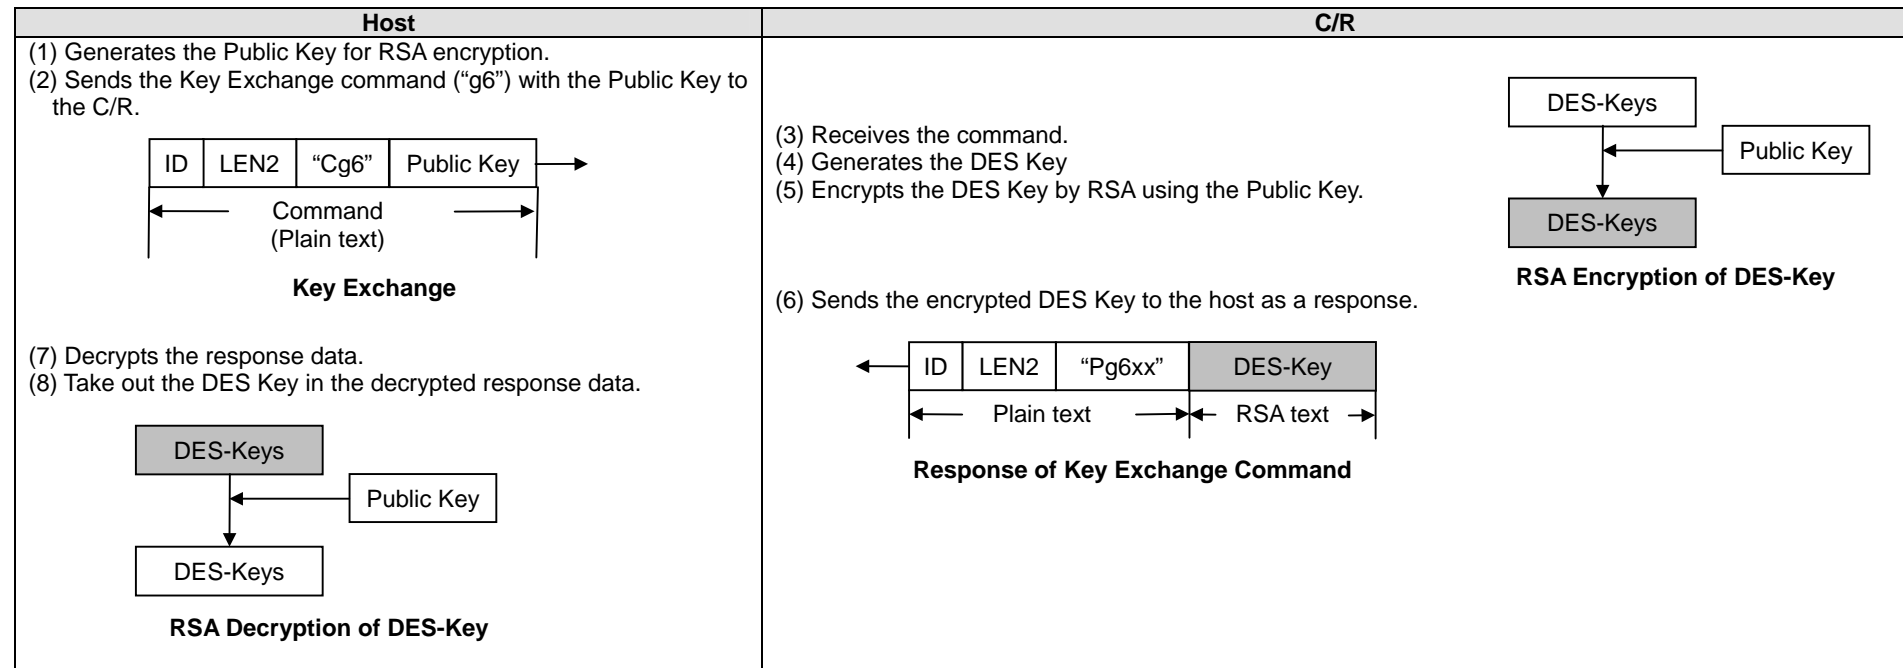 Host
C/R
(1) Generates the Public Key for RSA encryption.
(2) Sends the Key Exchange command (“g6”) with the Public Key to
the C/R.
ID LEN2 “Cg6” Public Key
Command
(Plain text)
Key Exchange
(7) Decrypts the response data.
(8) Take out the DES Key in the decrypted response data.
DES-Keys
Public Key
DES-Keys
RSA Decryption of DES-Key
(3) Receives the command.
(4) Generates the DES Key
(5) Encrypts the DES Key by RSA using the Public Key.
DES-Keys
Public Key
DES-Keys
RSA Encryption of DES-Key
(6) Sends the encrypted DES Key to the host as a response.
ID LEN2 “Pg6xx” DES-Key
Plain text RSA text
Response of Key Exchange Command